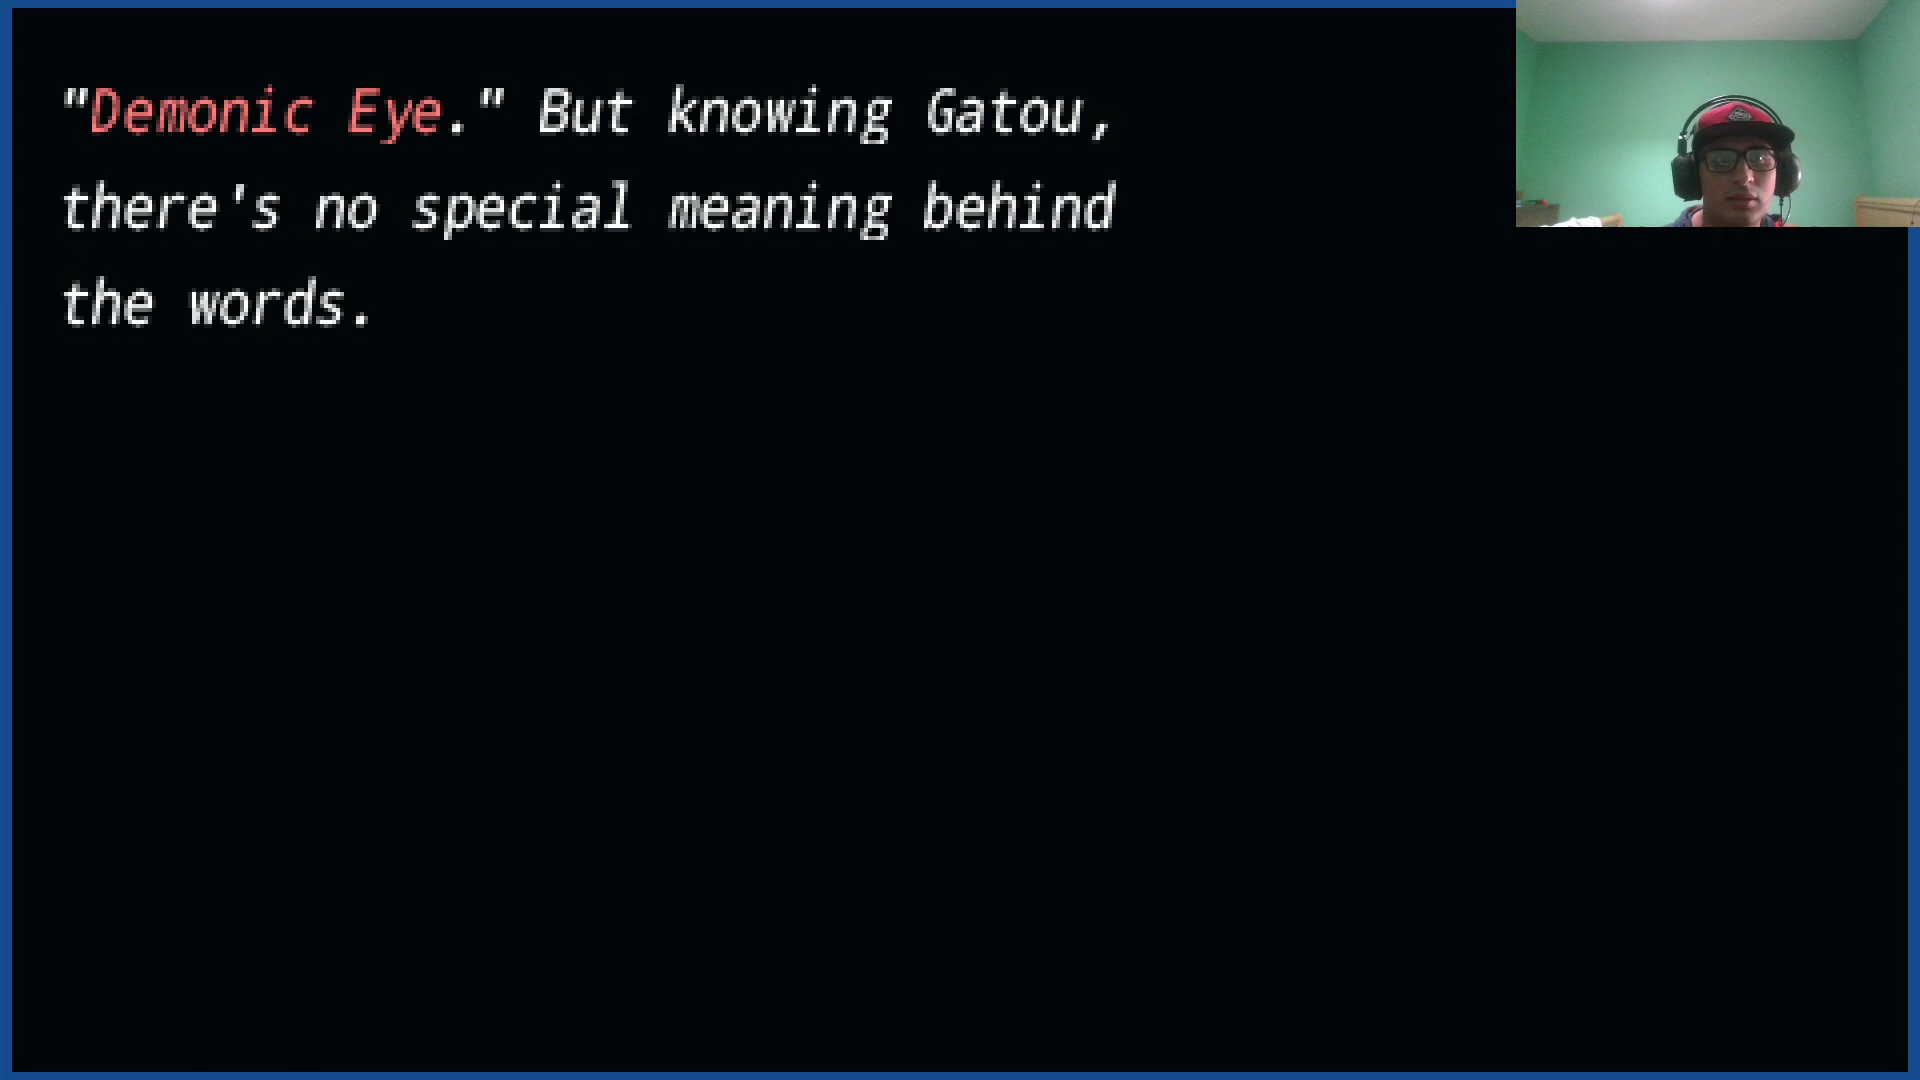 "Demonic Eye." But knowing Gatou,
there's no special meaning behind
the words.